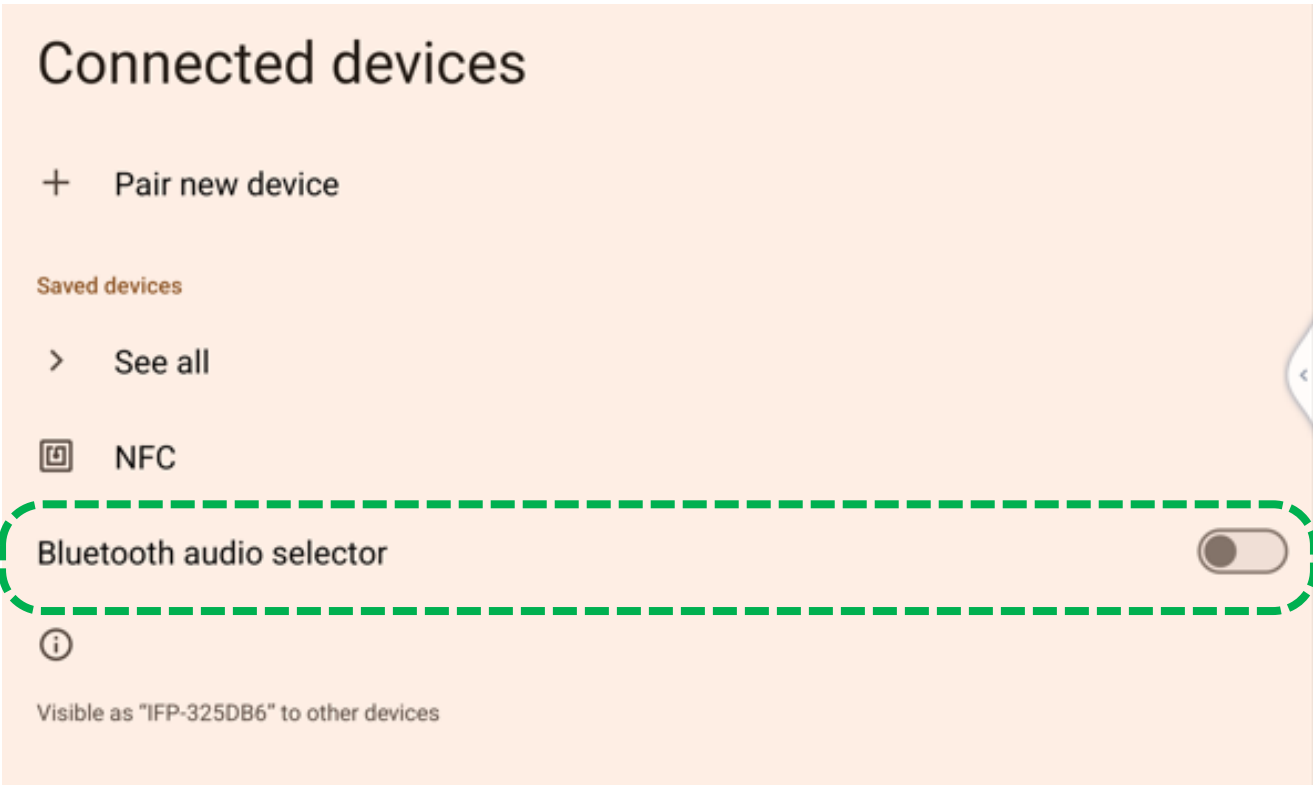 Connected devices
Pair new device
Saved devices
See all
NFC
Bluetooth audio selector
Visible as “IFP-325DB6” to other devices